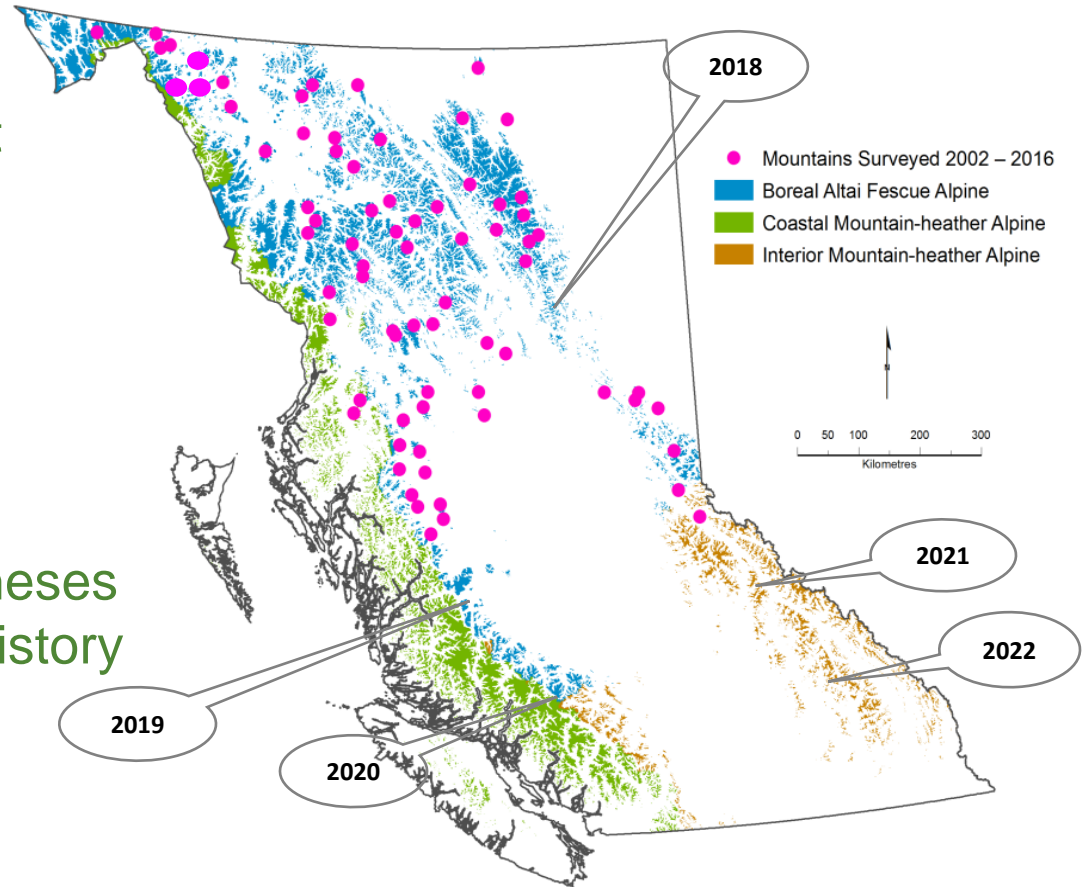 2018
Mountains Surveyed 2002 – 2016
Boreal Altai Fescue Alpine
Coastal Mountain-heather Alpine
Interior Mountain-heather Alpine
N
0 50 100 200 300
Kilometres
2021
neses
istory
2022
2019
2020